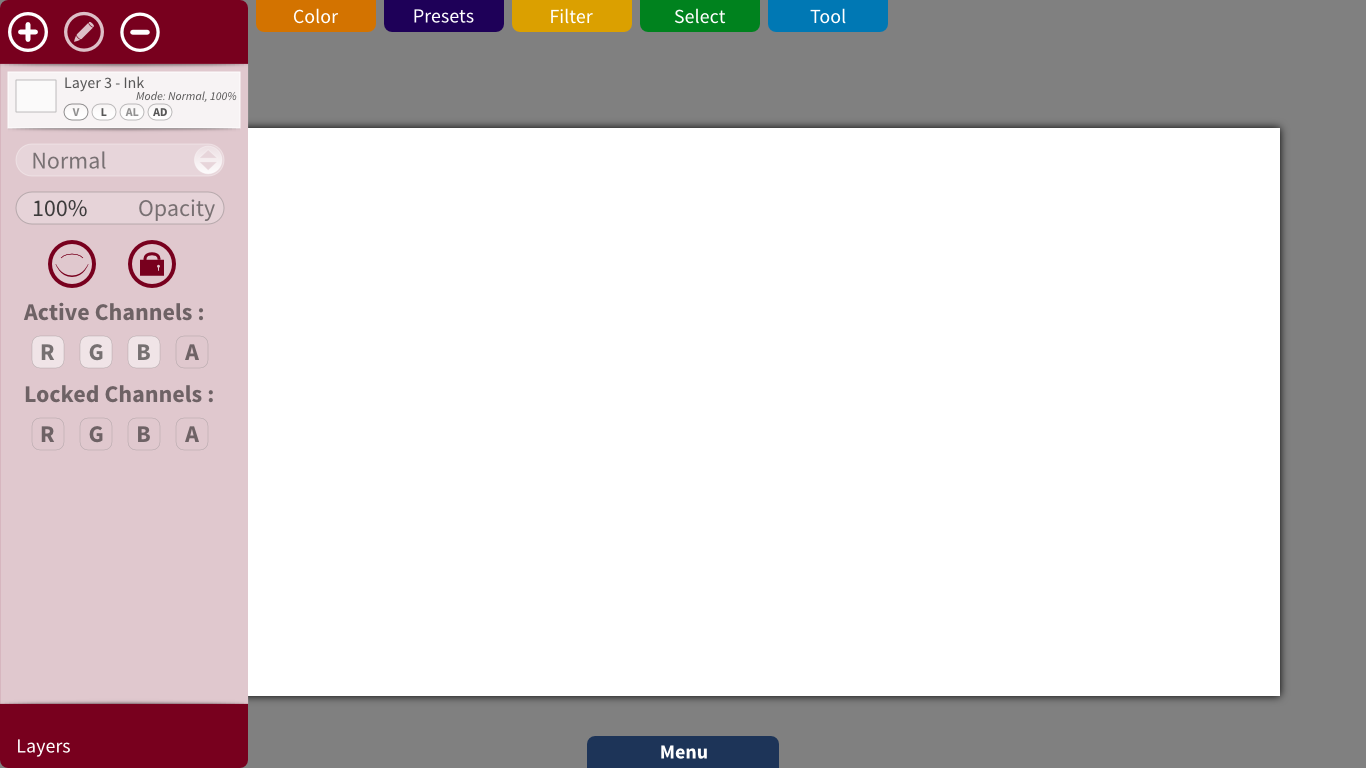 Color Presets Filter Select Tool
Layer 3 - Ink
Mode: Normal, 100%
V L AL AD
Normal
100% Opacity
Active Channels :
R G B A
Locked Channels :
R G B A
Layers
Menu